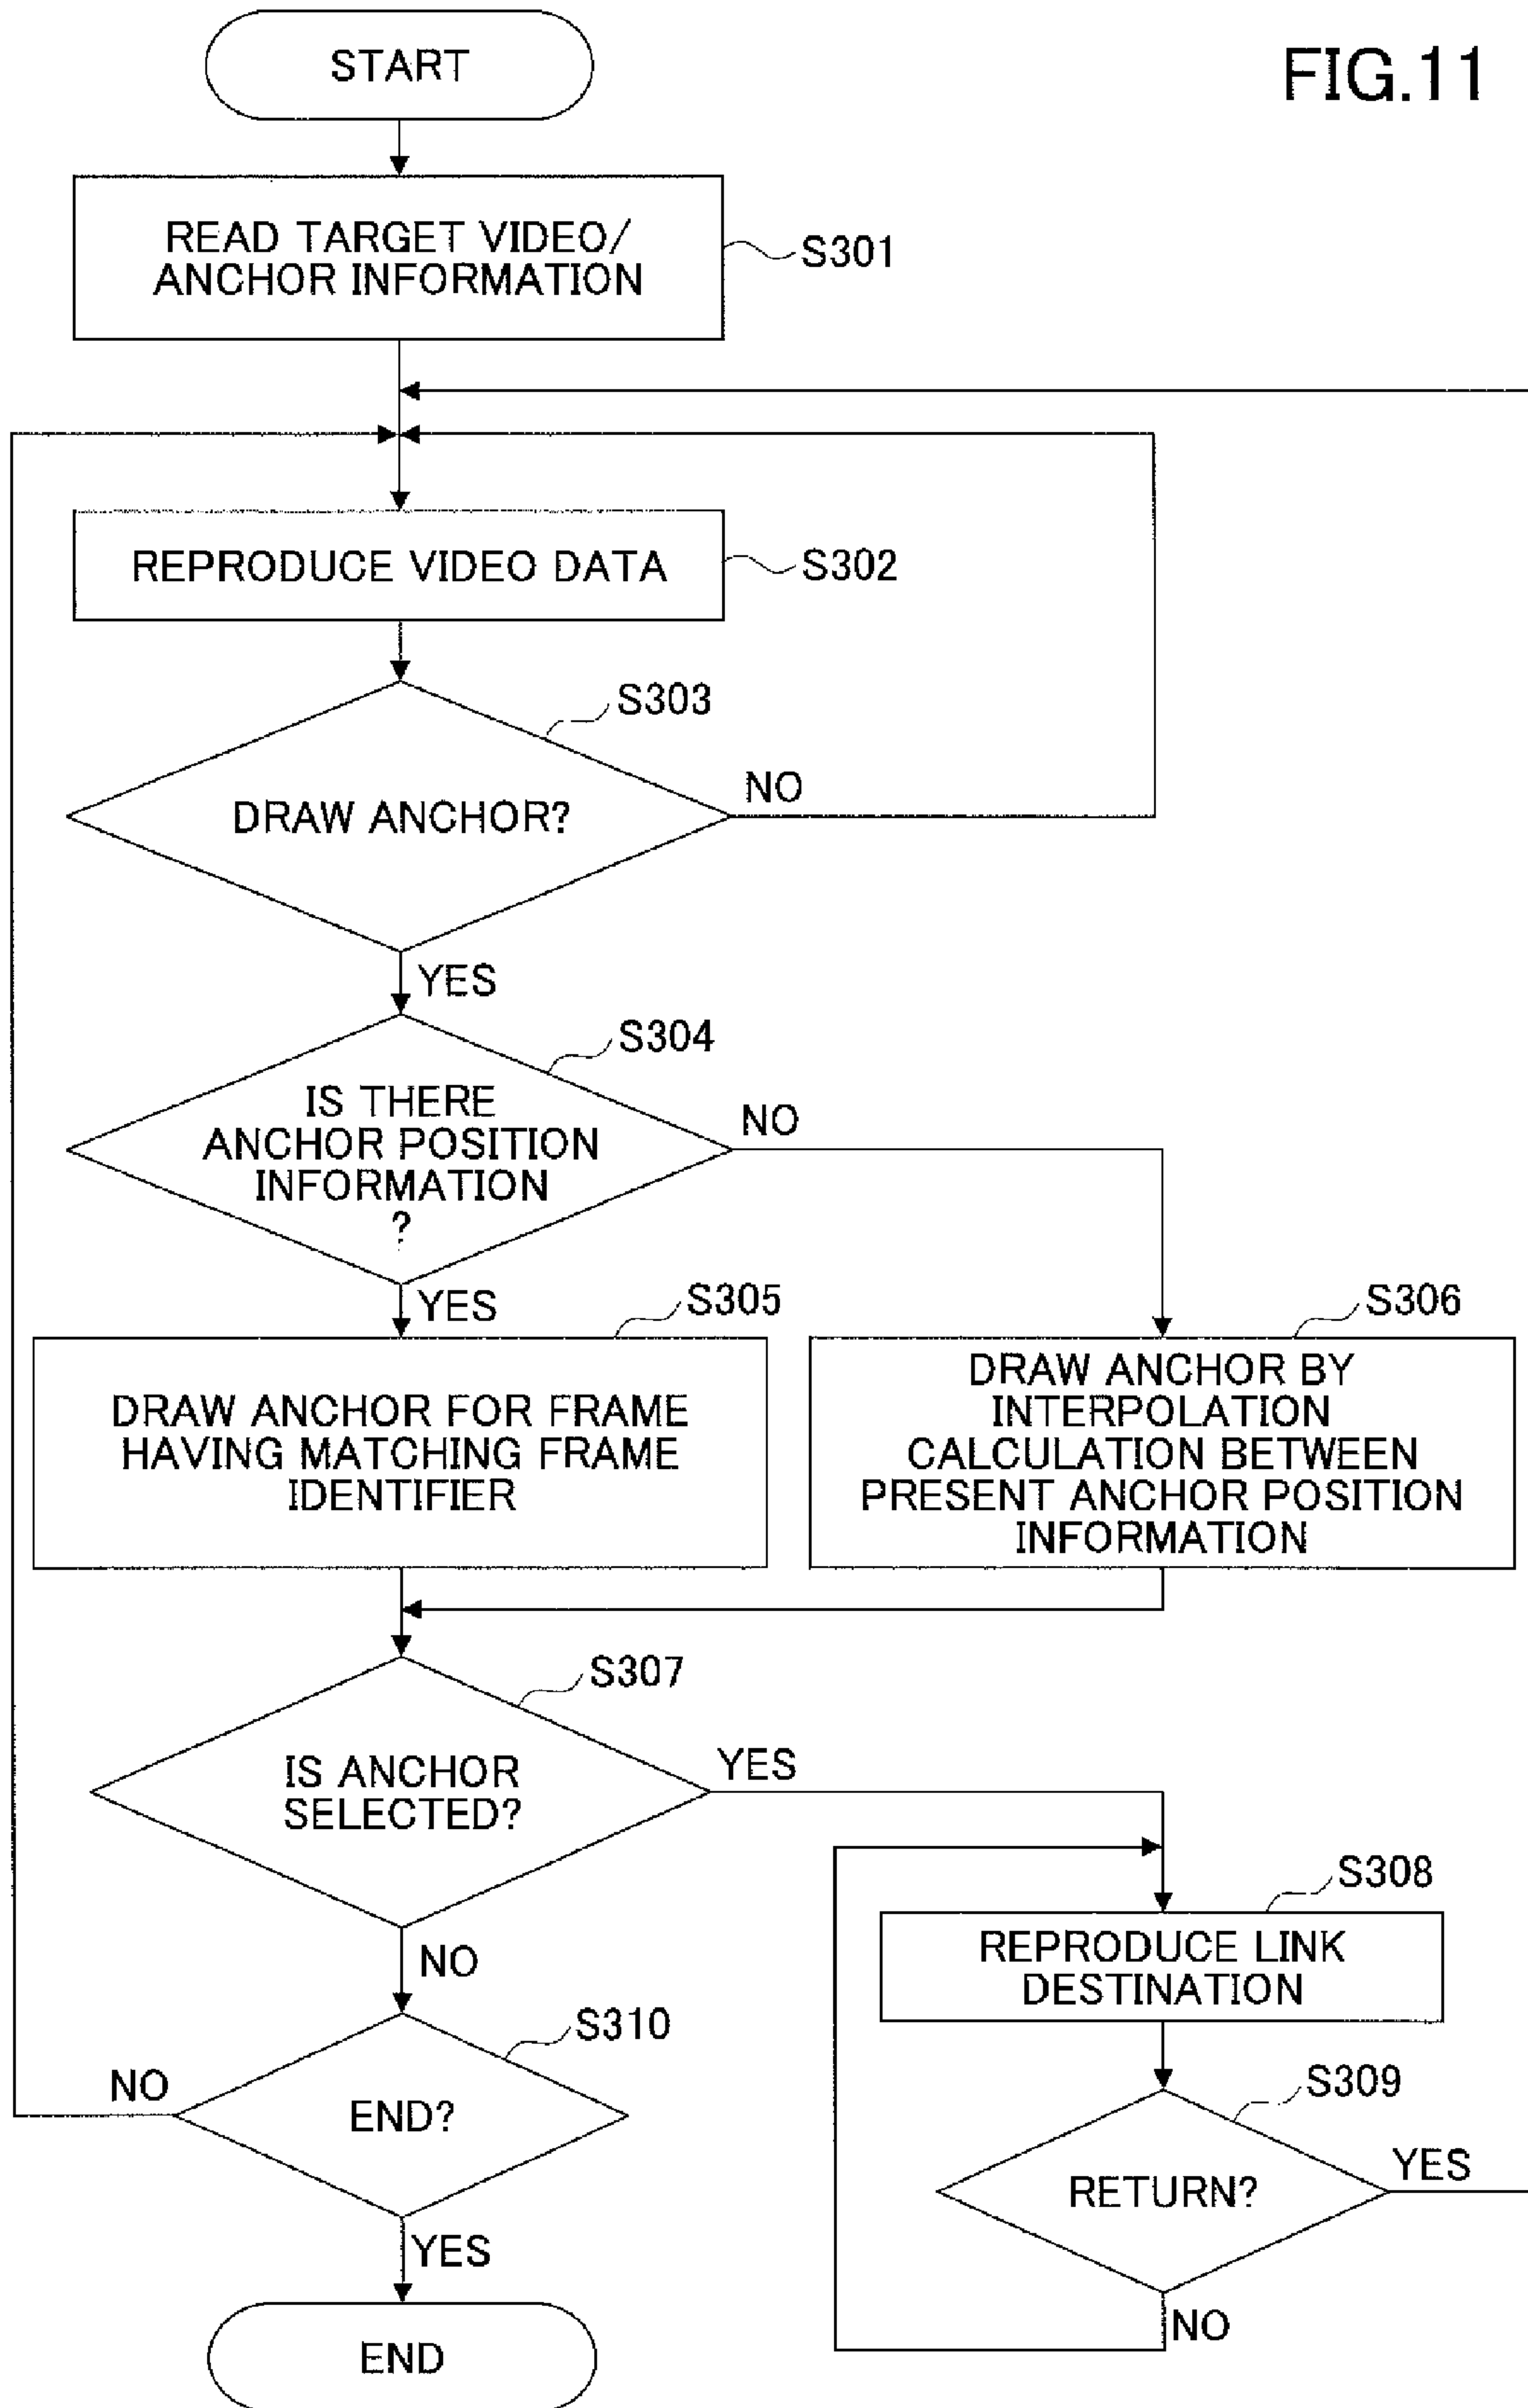 FIG.11
START
READ TARGET VIDEO/
ANCHOR INFORMATION
S301
REPRODUCE VIDEO DATA
S302
S303
DRAW ANCHOR?
NO
YES
S304
IS THERE
ANCHOR POSITION
INFORMATION
?
NO
YES
S305
DRAW ANCHOR FOR FRAME
HAVING MATCHING FRAME
IDENTIFIER
S306
DRAW ANCHOR BY
INTERPOLATION
CALCULATION BETWEEN
PRESENT ANCHOR POSITION
INFORMATION
S307
IS ANCHOR
SELECTED?
YES
NO
S308
REPRODUCE LINK
DESTINATION
S309
RETURN?
YES
NO
S310
END?
NO
YES
END